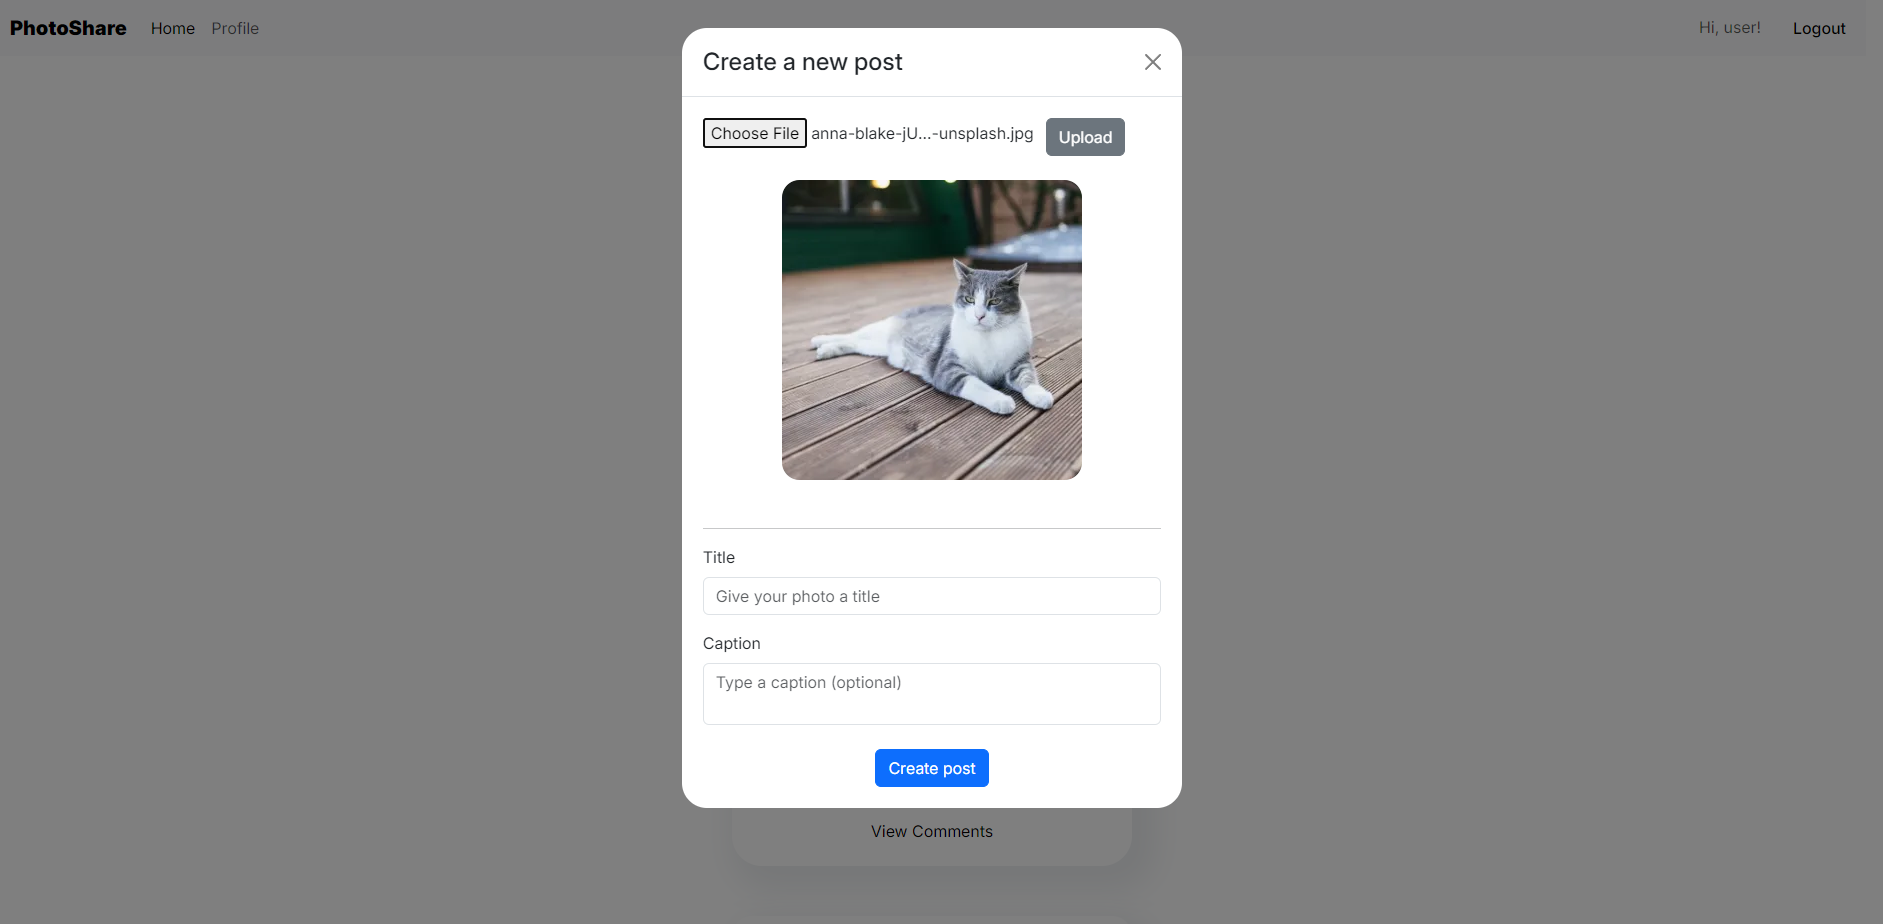 PhotoShare Home Profile Hi, user! Logout
Create a new post
Choose File anna-blake-jU...-unsplash.jpg Upload
Title
Give your photo a title
Caption
Type a caption (optional)
Create post
View Comments